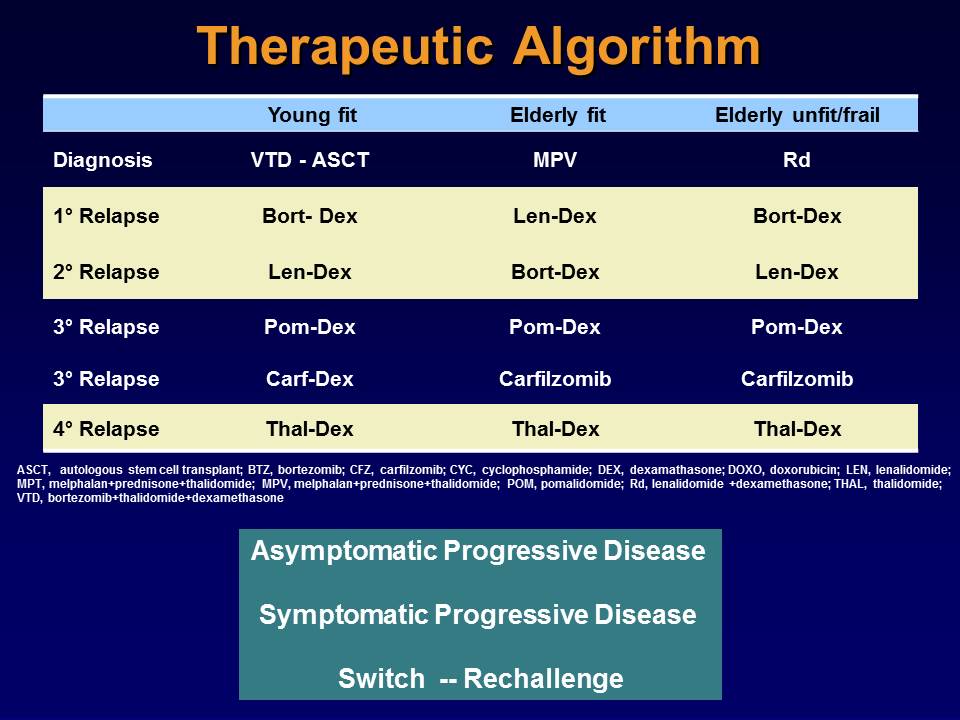 Therapeutic Algorithm
Young fit Elderly fit Elderly unfit/frail
Diagnosis VTD - ASCT MPV Rd
1° Relapse Bort- Dex Len-Dex Bort-Dex
2° Relapse Len-Dex Bort-Dex Len-Dex
3° Relapse Pom-Dex Pom-Dex Pom-Dex
3° Relapse Carf-Dex Carfilzomib Carfilzomib
4° Relapse Thal-Dex Thal-Dex Thal-Dex
ASCT, autologous stem cell transplant; BTZ, bortezomib; CFZ, carfilzomib; CYC, cyclophosphamide; DEX, dexamathasone; DOXO, doxorubicin; LEN, lenalidomide;
MPT, melphalan+prednisone+thalidomide; MPV, melphalan+prednisone+thalidomide; POM, pomalidomide; Rd, lenalidomide +dexamethasone; THAL, thalidomide;
VTD, bortezomib+thalidomide+dexamethasone
Asymptomatic Progressive Disease
Symptomatic Progressive Disease
Switch -- Rechallenge